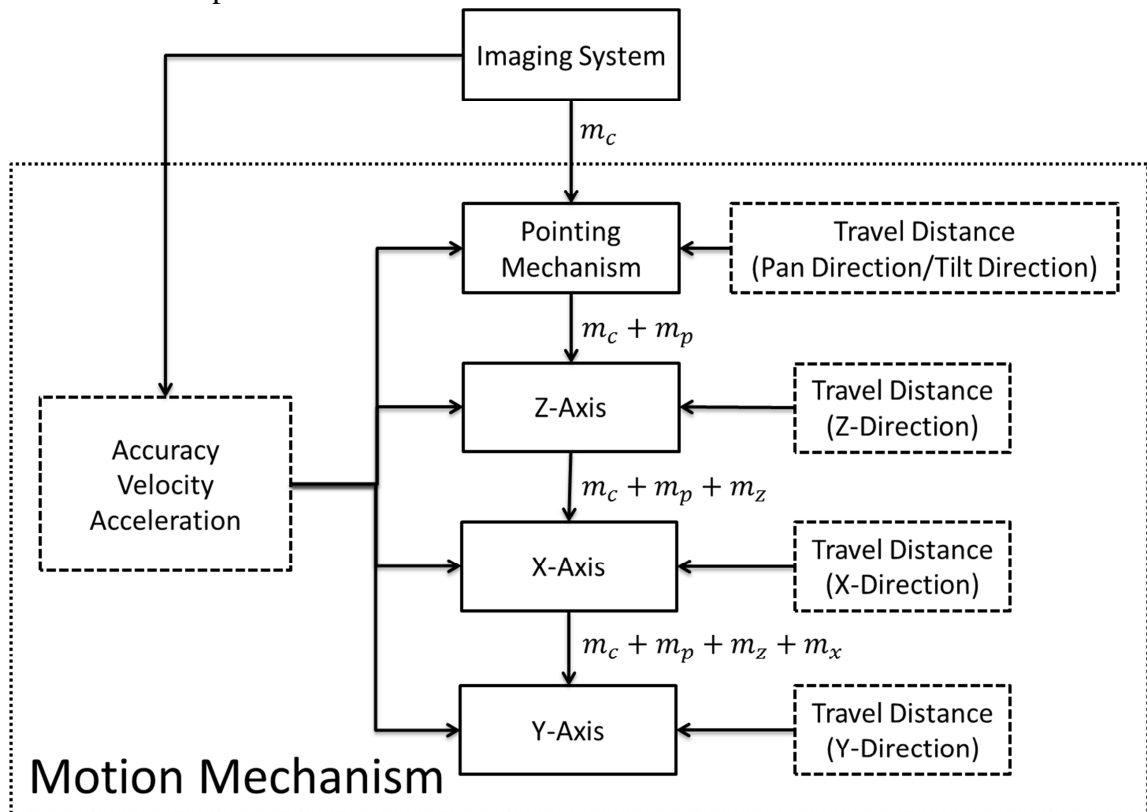 Imaging System
m_c
Pointing
Mechanism
Travel Distance
(Pan Direction/Tilt Direction)
m_c + m_p
Z-Axis
Travel Distance
(Z-Direction)
Accuracy
Velocity
Acceleration
m_c + m_p + m_z
X-Axis
Travel Distance
(X-Direction)
m_c + m_p + m_z + m_x
Y-Axis
Travel Distance
(Y-Direction)
Motion Mechanism